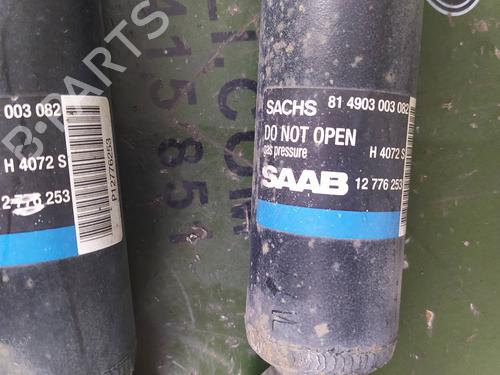 003 082
H 4072 S
12 776 253
P12776253
SACHS 81 4903 003 082
DO NOT OPEN
gas pressure H 4072 S
SAAB 12 776 253
B-PARTS